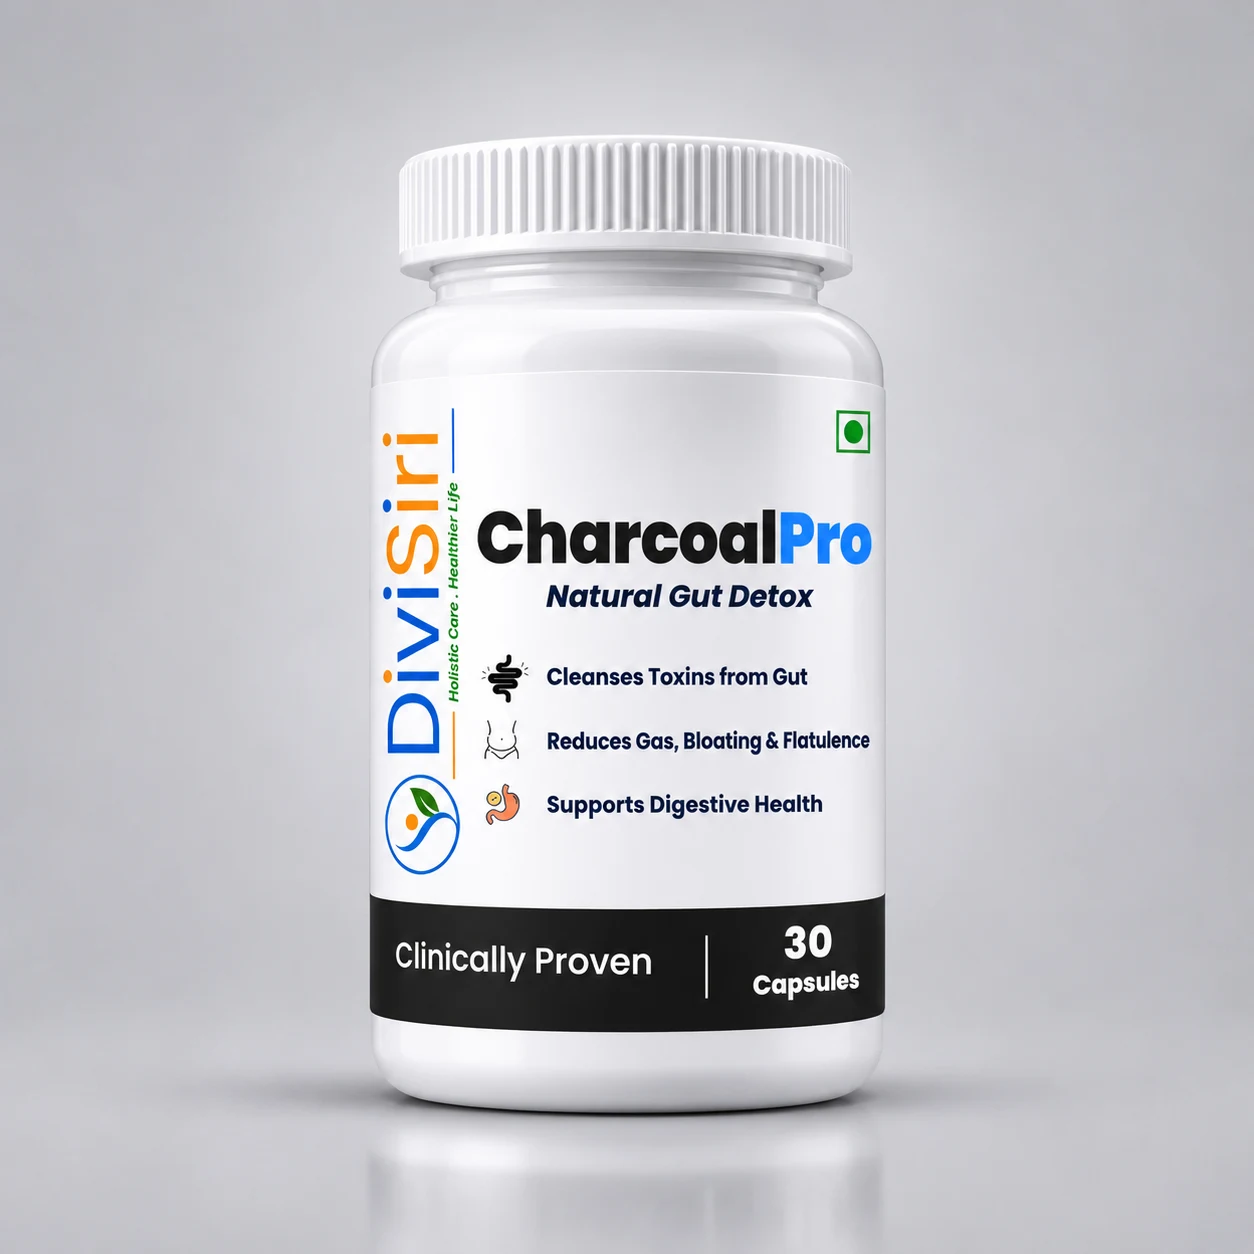 DiviSiri
Holistic Care . Healthier Life
CharcoalPro
Natural Gut Detox
Cleanses Toxins from Gut
Reduces Gas, Bloating & Flatulence
Supports Digestive Health
Clinically Proven
30
Capsules